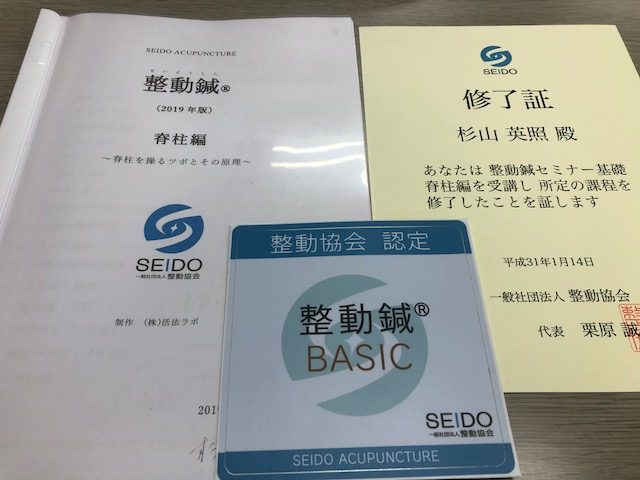 SEIDO ACUPUNCTURE
せいどうしん
整動鍼®
(2019年版)
脊柱編
～脊柱を操るツボとその原理～
SEIDO
一般社団法人 整動協会
制作 (株)活法ラボ
2019
SEIDO
修了証
杉山 英照 殿
あなたは 整動鍼セミナー基礎
脊柱編を受講し 所定の課程を
修了したことを証します
平成31年1月14日
一般社団法人 整動協会
代表 栗原 誠
整動協会 認定
整動鍼®
BASIC
SEIDO
一般社団法人 整動協会
SEIDO ACUPUNCTURE